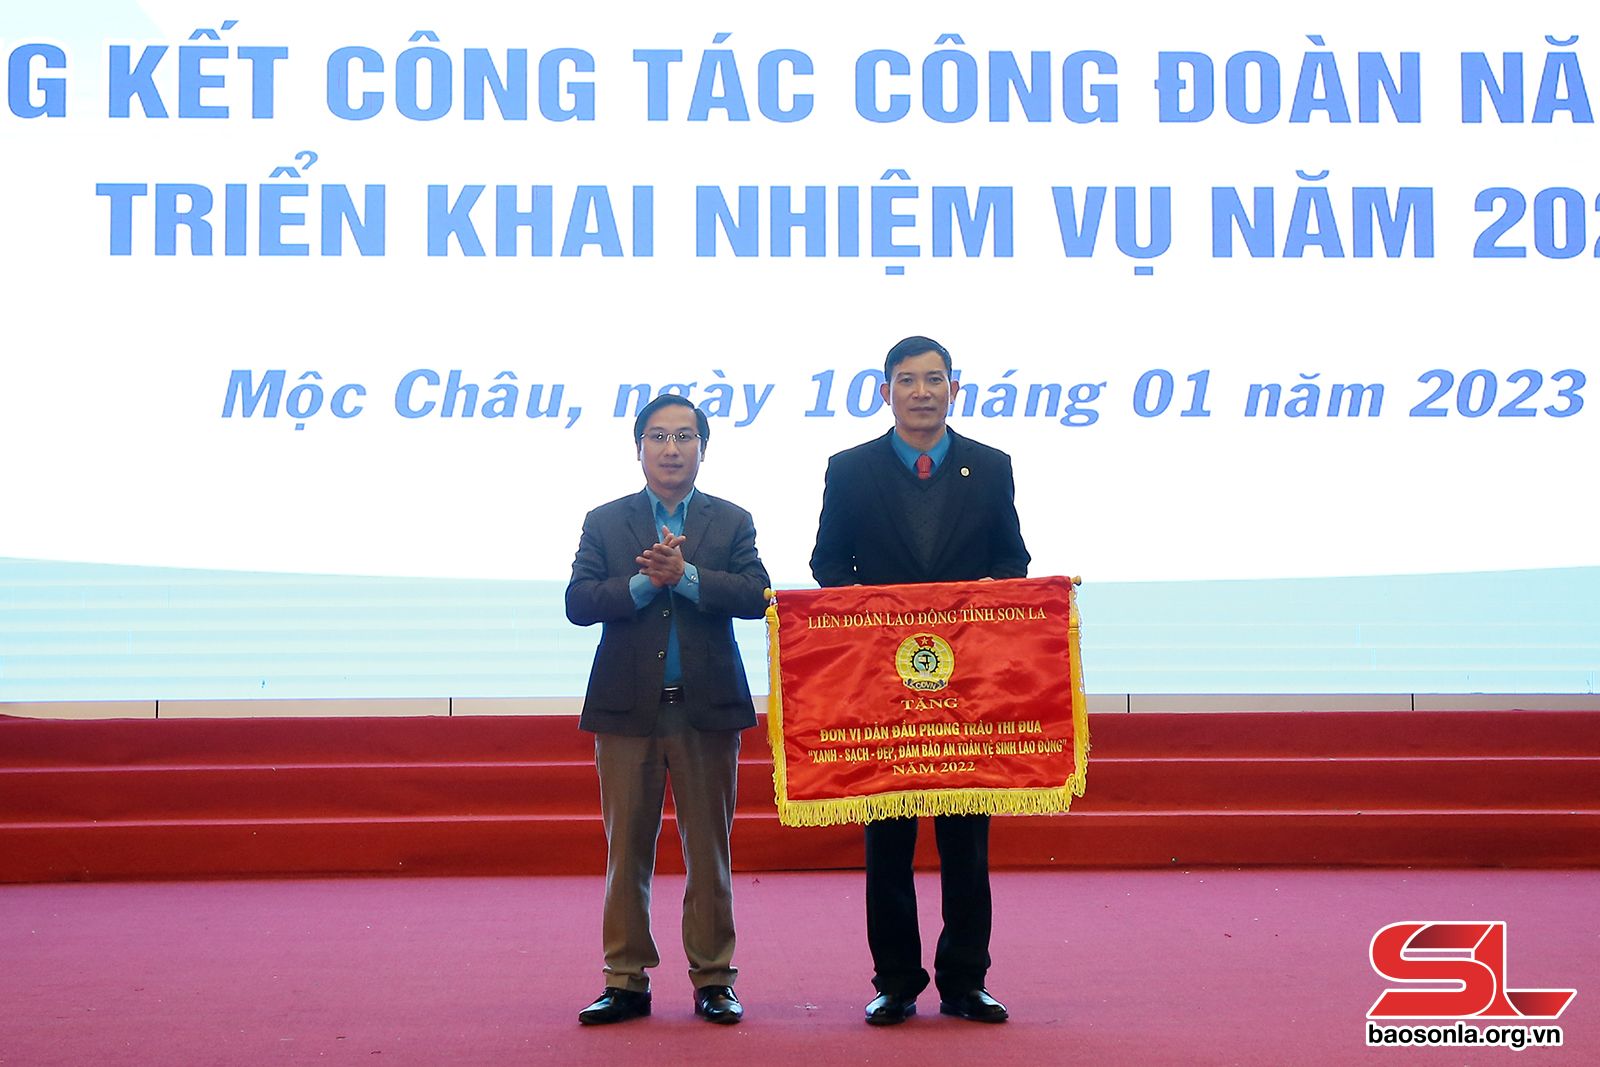 NG KẾT CÔNG TÁC CÔNG ĐOÀN NĂ
TRIỂN KHAI NHIỆM VỤ NĂM 202
Mộc Châu, ngày 10 tháng 01 năm 2023
LIÊN ĐOÀN LAO ĐỘNG TỈNH SƠN LA
CĐVN
TẶNG
ĐƠN VỊ DẪN ĐẦU PHONG TRÀO THI ĐUA
"XANH - SẠCH - ĐẸP, ĐẢM BẢO AN TOÀN VỆ SINH LAO ĐỘNG"
NĂM 2022
SL
baosonla.org.vn